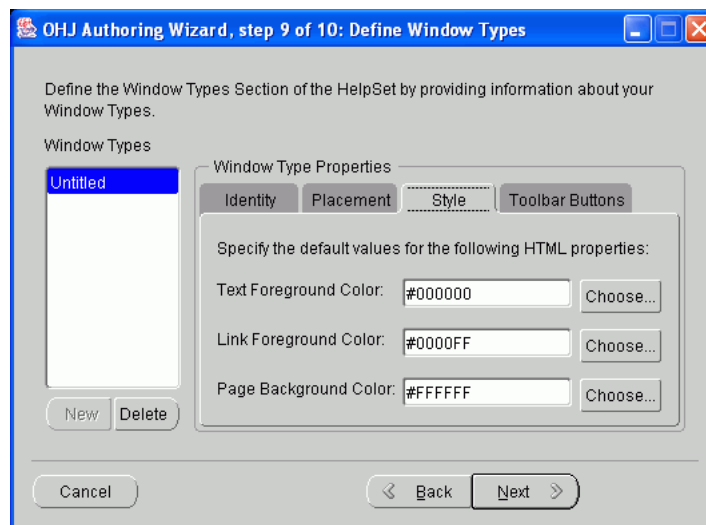 OHJ Authoring Wizard, step 9 of 10: Define Window Types
Define the Window Types Section of the HelpSet by providing information about your
Window Types.
Window Types
Untitled
New
Delete
Window Type Properties
Identity
Placement
Style
Toolbar Buttons
Specify the default values for the following HTML properties:
Text Foreground Color: #000000 Choose...
Link Foreground Color: #0000FF Choose...
Page Background Color: #FFFFFF Choose...
Cancel
Back
Next